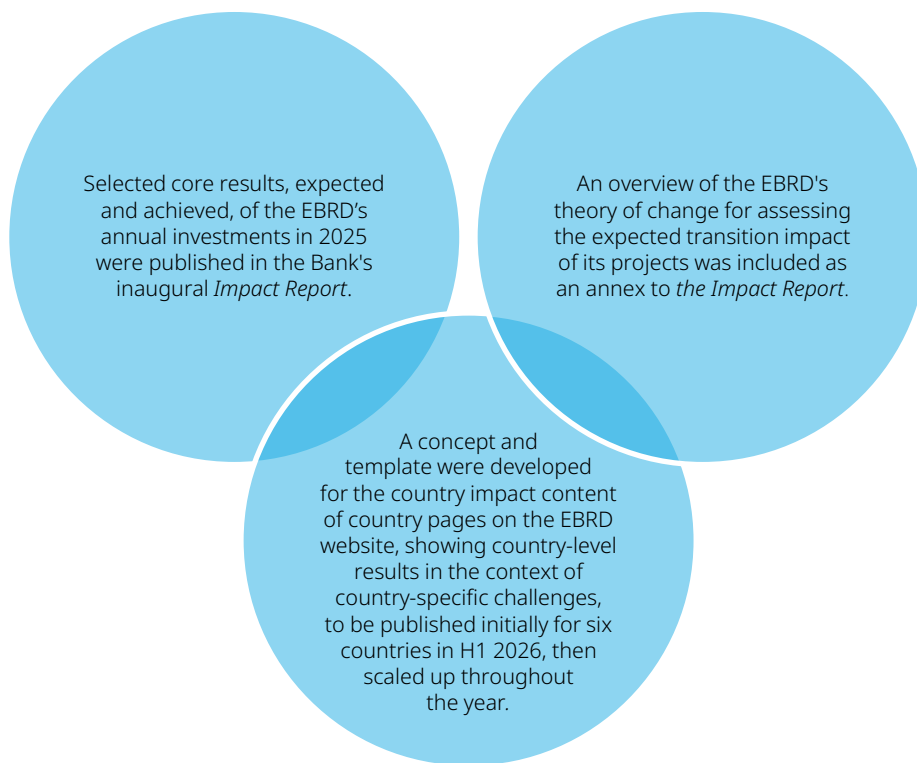 Selected core results, expected
and achieved, of the EBRD’s
annual investments in 2025
were published in the Bank's
inaugural Impact Report.
An overview of the EBRD's
theory of change for assessing
the expected transition impact
of its projects was included as
an annex to the Impact Report.
A concept and
template were developed
for the country impact content
of country pages on the EBRD
website, showing country-level
results in the context of
country-specific challenges,
to be published initially for six
countries in H1 2026, then
scaled up throughout
the year.